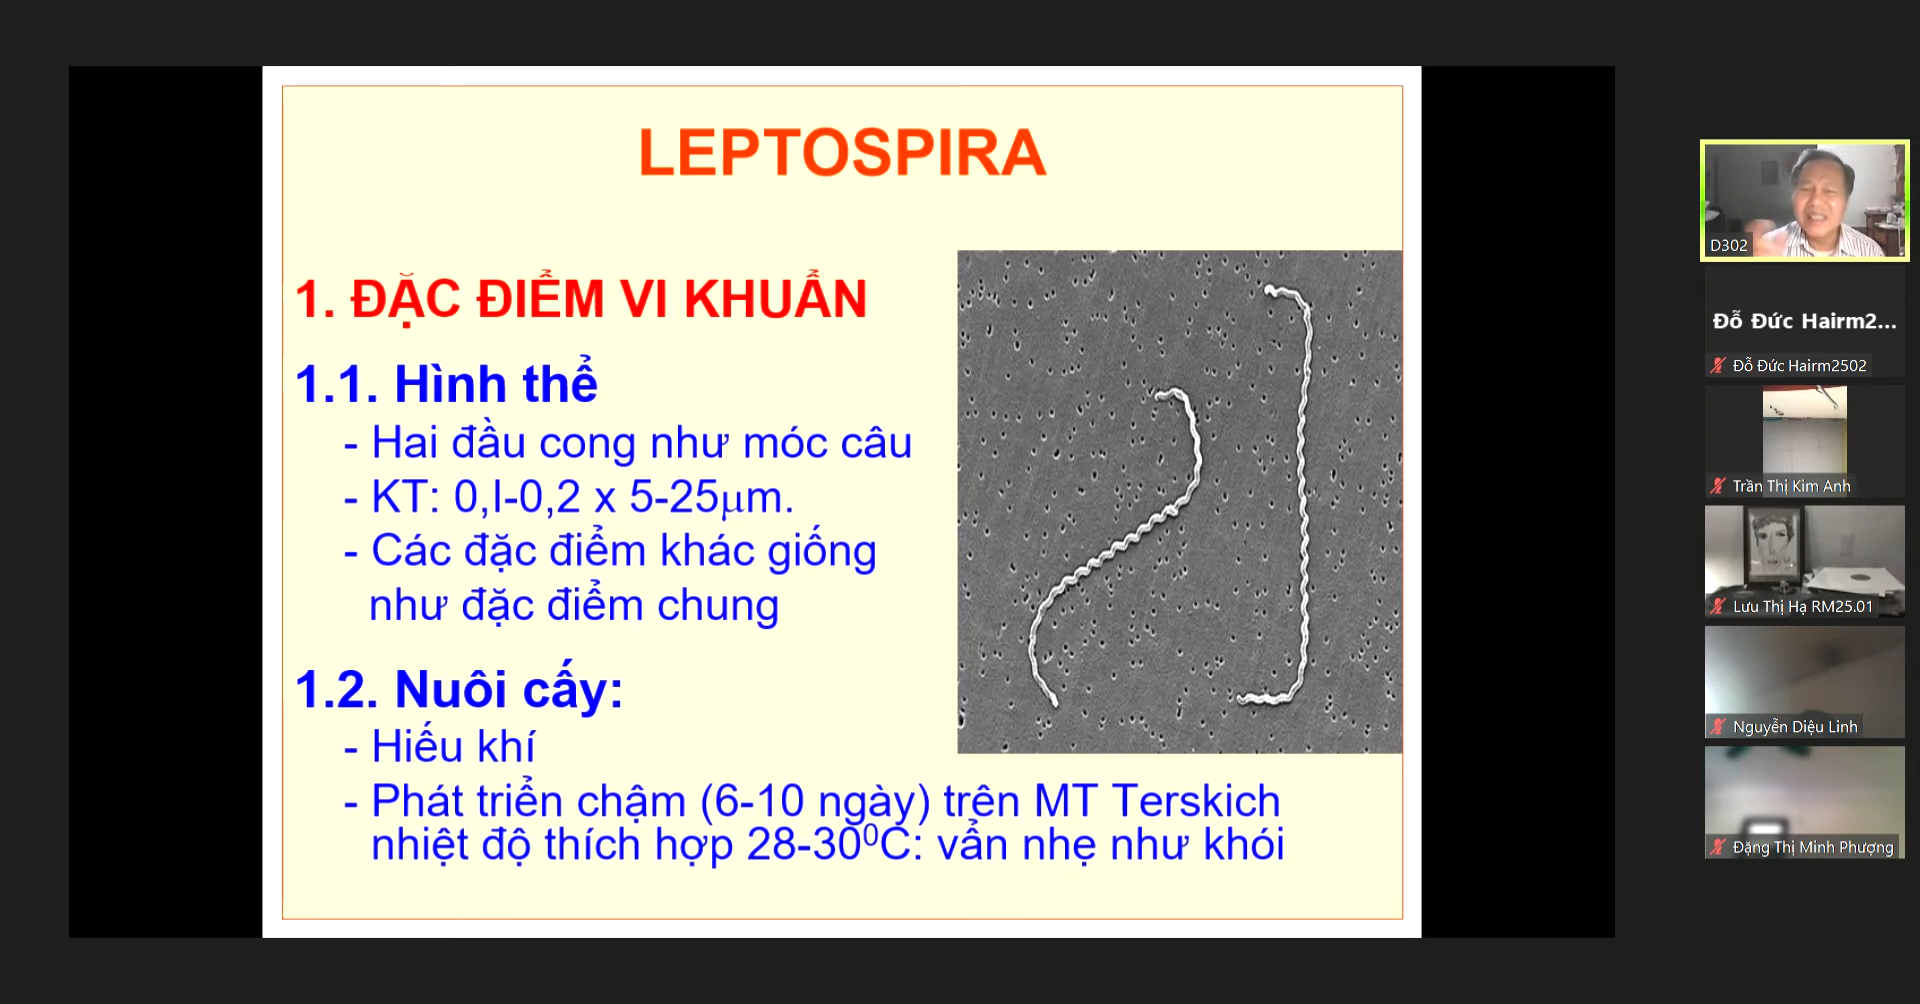 LEPTOSPIRA
1. ĐẶC ĐIỂM VI KHUẨN
1.1. Hình thể
- Hai đầu cong như móc câu
- KT: 0,l-0,2 x 5-25μm.
- Các đặc điểm khác giống
như đặc điểm chung
1.2. Nuôi cấy:
- Hiếu khí
- Phát triển chậm (6-10 ngày) trên MT Terskich
nhiệt độ thích hợp 28-30⁰C: vẩn nhẹ như khói
D302
Đỗ Đức Hairm2...
Đỗ Đức Hairm2502
Trần Thị Kim Anh
Lưu Thị Hạ RM25.01
Nguyễn Diệu Linh
Đặng Thị Minh Phượng